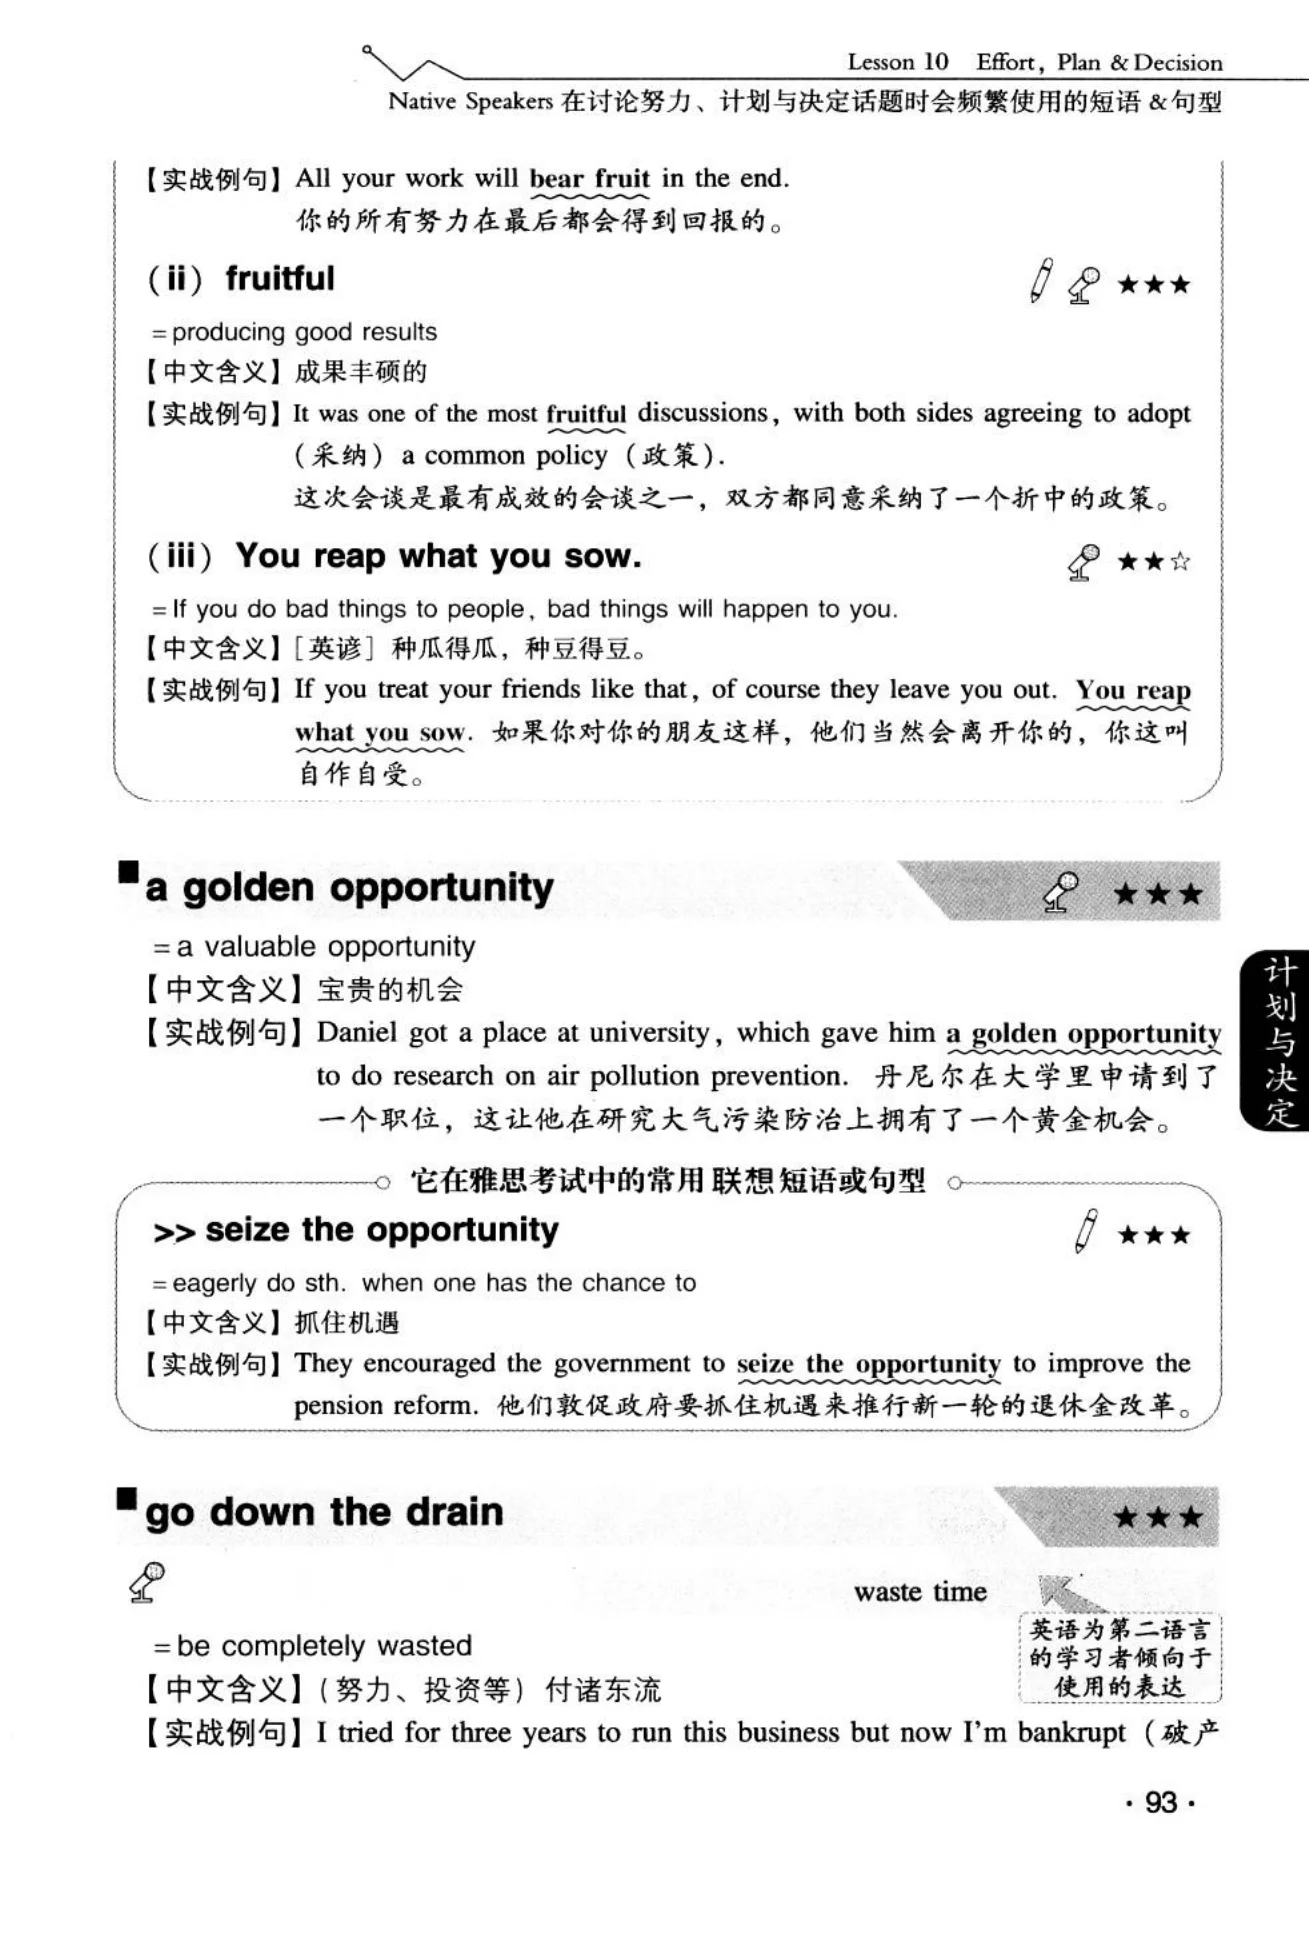 Lesson 10 Effort, Plan & Decision
Native Speakers 在讨论努力、计划与决定话题时会频繁使用的短语&句型
【实战例句】All your work will bear fruit in the end.
你的所有努力在最后都会得到回报的。
(ii) fruitful ★★★
=producing good results
【中文含义】成果丰硕的
【实战例句】It was one of the most fruitful discussions, with both sides agreeing to adopt
(采纳) a common policy (政策).
这次会谈是最有成效的会谈之一，双方都同意采纳了一个折中的政策。
(iii) You reap what you sow. ★★☆
=If you do bad things to people, bad things will happen to you.
【中文含义】[英谚] 种瓜得瓜，种豆得豆。
【实战例句】If you treat your friends like that, of course they leave you out. You reap
what you sow. 如果你对你的朋友这样，他们当然会离开你的，你这叫
自作自受。
■a golden opportunity ★★★
=a valuable opportunity
【中文含义】宝贵的机会
【实战例句】Daniel got a place at university, which gave him a golden opportunity
to do research on air pollution prevention. 丹尼尔在大学里申请到了
一个职位，这让他在研究大气污染防治上拥有了一个黄金机会。
计划与决定
它在雅思考试中的常用联想短语或句型
>> seize the opportunity ★★★
=eagerly do sth. when one has the chance to
【中文含义】抓住机遇
【实战例句】They encouraged the government to seize the opportunity to improve the
pension reform. 他们敦促政府要抓住机遇来推行新一轮的退休金改革。
■go down the drain ★★★
waste time
英语为第二语言
的学习者倾向于
使用的表达
=be completely wasted
【中文含义】(努力、投资等) 付诸东流
【实战例句】I tried for three years to run this business but now I'm bankrupt (破产
·93·